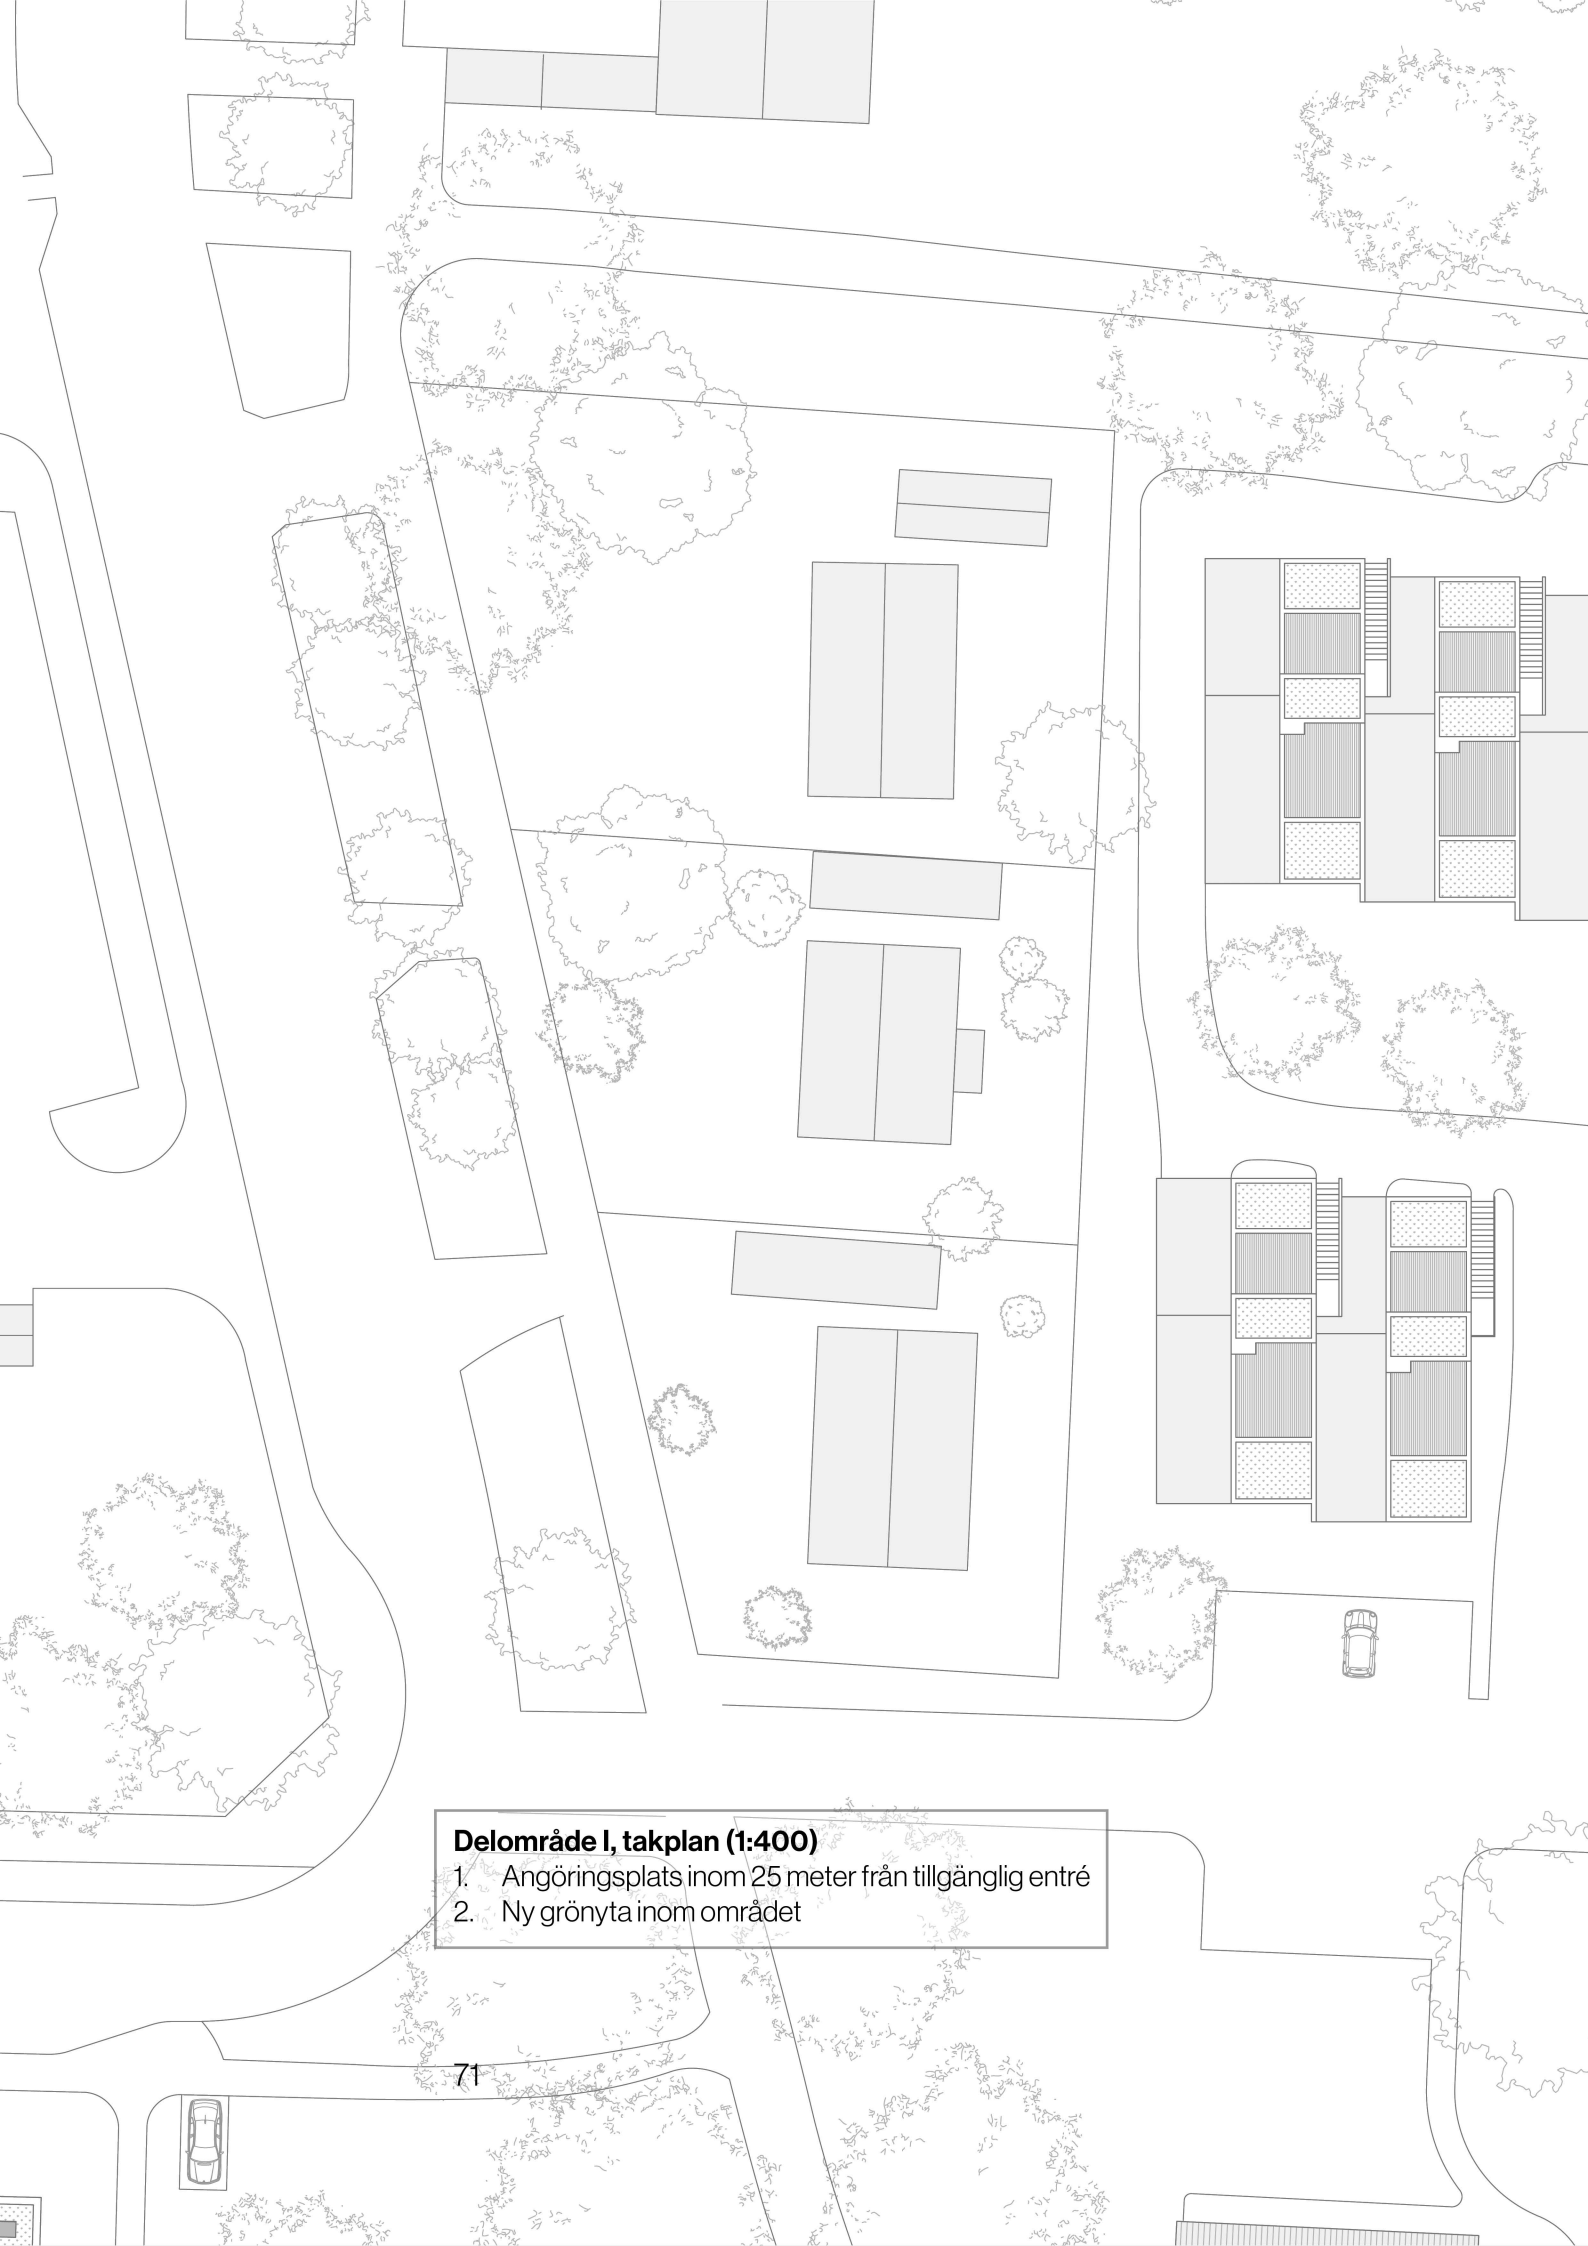 Delområde I, takplan (1:400)
1. Angöringsplats inom 25 meter från tillgänglig entré
2. Ny grönyta inom området
71